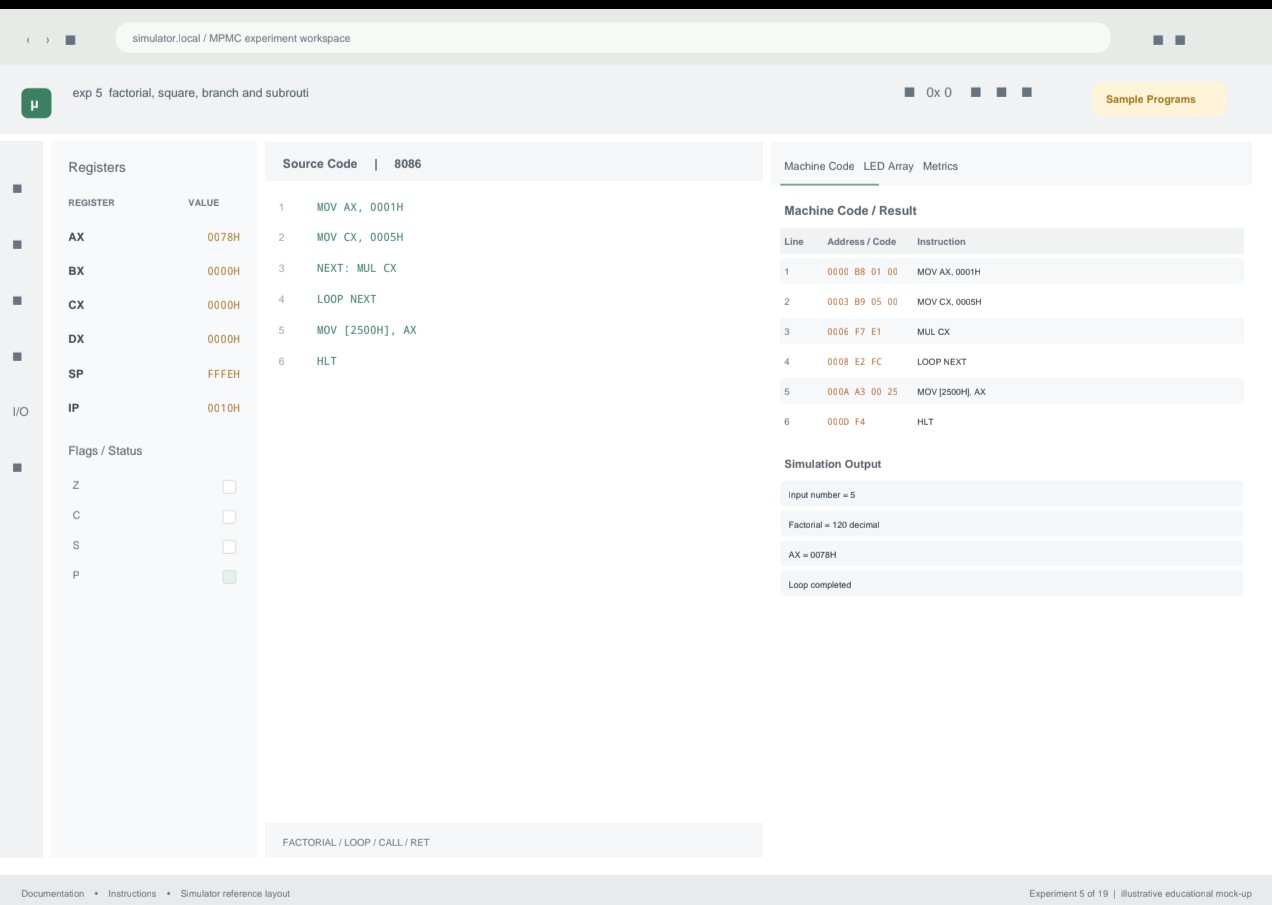 ‹ › ■ simulator.local / MPMC experiment workspace ■ ■
µ exp 5 factorial, square, branch and subrouti ■ 0x 0 ■ ■ ■ Sample Programs
■
■
■
■
I/O
■
Registers
REGISTER VALUE
AX 0078H
BX 0000H
CX 0000H
DX 0000H
SP FFFEH
IP 0010H
Flags / Status
Z
C
S
P
Source Code | 8086
1 MOV AX, 0001H
2 MOV CX, 0005H
3 NEXT: MUL CX
4 LOOP NEXT
5 MOV [2500H], AX
6 HLT
FACTORIAL / LOOP / CALL / RET
Machine Code LED Array Metrics
Machine Code / Result
Line Address / Code Instruction
1 0000 B8 01 00 MOV AX, 0001H
2 0003 B9 05 00 MOV CX, 0005H
3 0006 F7 E1 MUL CX
4 0008 E2 FC LOOP NEXT
5 000A A3 00 25 MOV [2500H], AX
6 000D F4 HLT
Simulation Output
Input number = 5
Factorial = 120 decimal
AX = 0078H
Loop completed
Documentation • Instructions • Simulator reference layout
Experiment 5 of 19 | illustrative educational mock-up